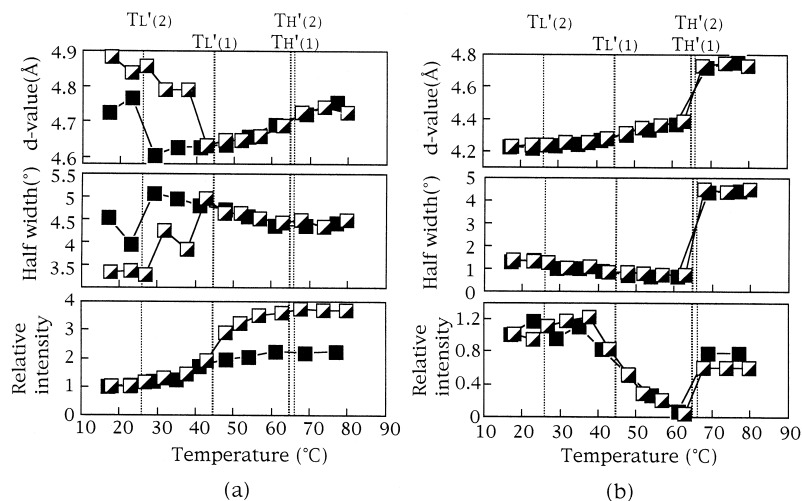 TL'(2) TH'(2)
TL'(1) TH'(1)
4.9
4.8
4.7
4.6
d-value(Å)
5.5
4.5
3.5
Half width(°)
4
3
2
1
0
Relative intensity
10 20 30 40 50 60 70 80 90
Temperature (°C)
(a)
TL'(2) TH'(2)
TL'(1) TH'(1)
4.8
4.6
4.4
4.2
d-value(Å)
5
4
3
2
1
0
Half width(°)
1.2
0.8
0.4
0
Relative
intensity
10 20 30 40 50 60 70 80 90
Temperature (°C)
(b)